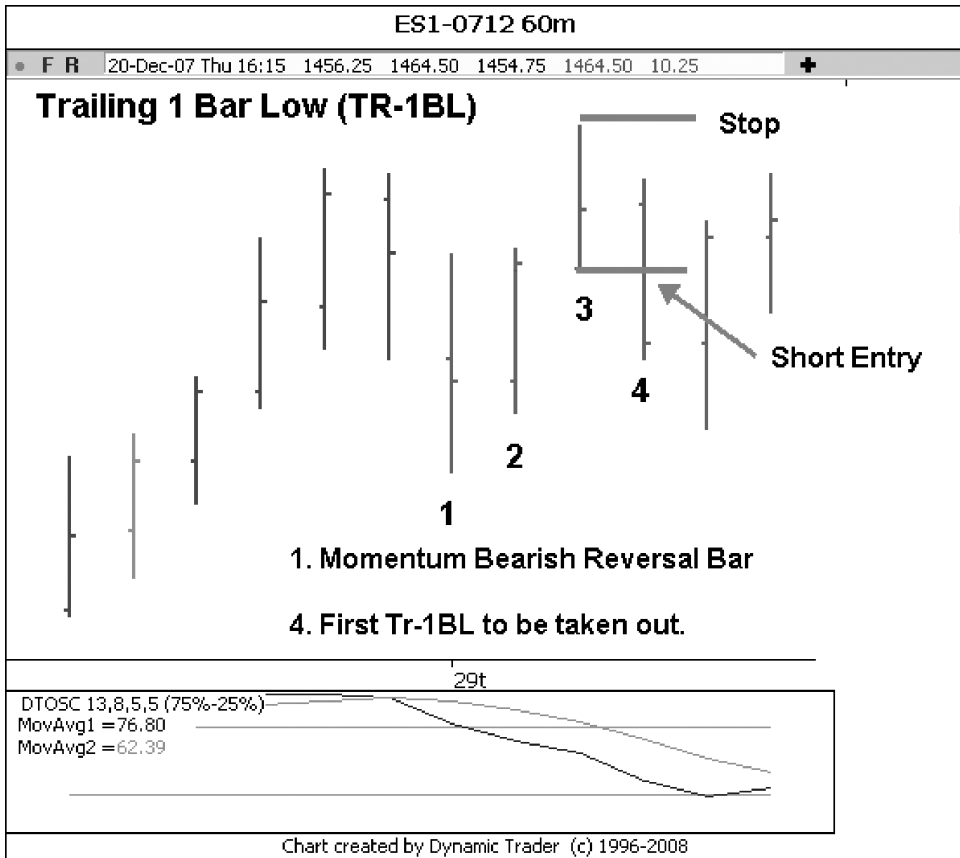 ES1-0712 60m
F R 20-Dec-07 Thu 16:15 1456.25 1464.50 1454.75 1464.50 10.25
Trailing 1 Bar Low (TR-1BL)
Stop
3
Short Entry
4
2
1
1. Momentum Bearish Reversal Bar
4. First Tr-1BL to be taken out.
29t
DTOSC 13,8,5,5 (75%-25%)
MovAvg1 =76.80
MovAvg2 =62.39
Chart created by Dynamic Trader (c) 1996-2008